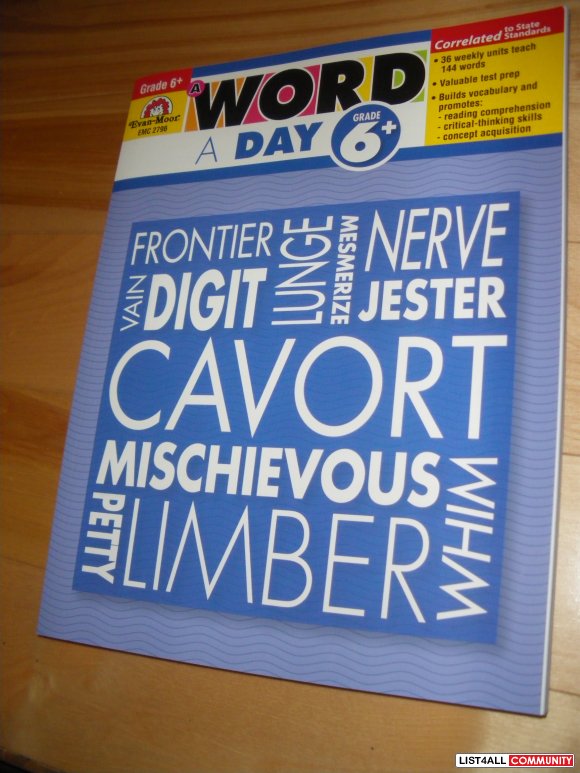 Grade 6+
Evan-Moor
EMC 2796
A WORD
A DAY
GRADE
6+
Correlated to State Standards
• 36 weekly units teach
144 words
• Valuable test prep
• Builds vocabulary and
promotes:
- reading comprehension
- critical-thinking skills
- concept acquisition
FRONTIER
LUNGE
MESMERIZE
NERVE
VAIN
DIGIT
JESTER
CAVORT
MISCHIEVOUS
PETTY
LIMBER
WHIM
LIST4ALL COMMUNITY